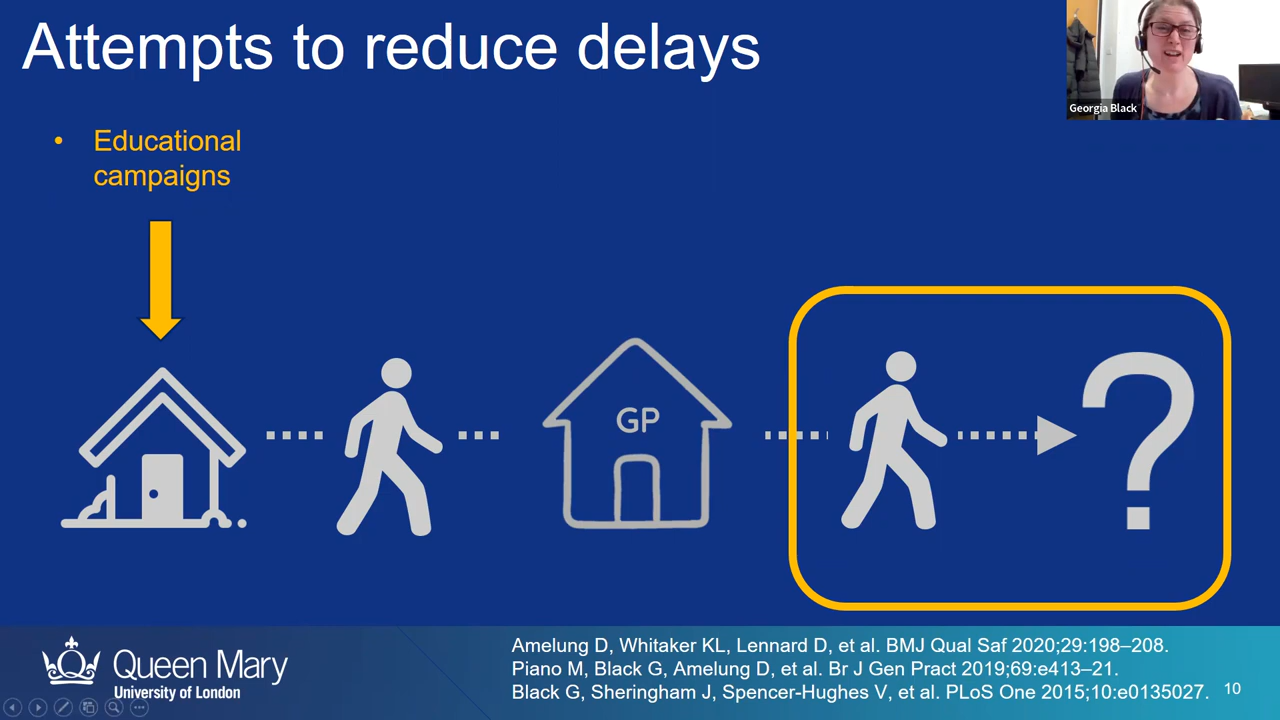 Attempts to reduce delays
Georgia Black
• Educational
campaigns
GP
?
Queen Mary
University of London
Amelung D, Whitaker KL, Lennard D, et al. BMJ Qual Saf 2020;29:198–208.
Piano M, Black G, Amelung D, et al. Br J Gen Pract 2019;69:e413–21.
Black G, Sheringham J, Spencer-Hughes V, et al. PLoS One 2015;10:e0135027.
10